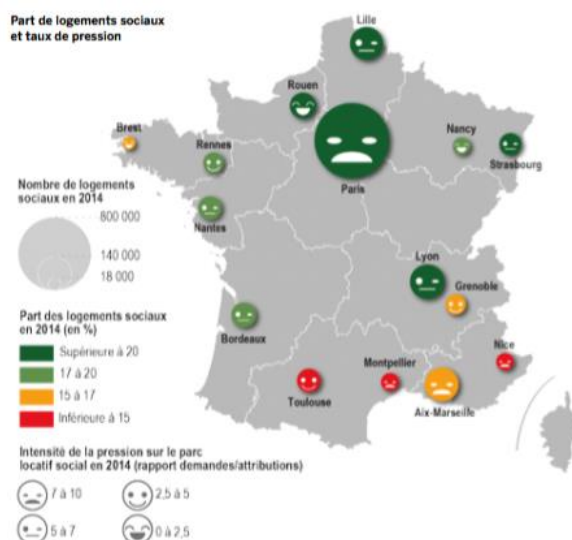 Part de logements sociaux
et taux de pression
Lille
Rouen
Brest
Rennes
Nancy
Strasbourg
Paris
Nantes
Nombre de logements
sociaux en 2014
800 000
140 000
18 000
Lyon
Grenoble
Part des logements sociaux
en 2014 (en %)
Supérieure à 20
17 à 20
15 à 17
Inférieure à 15
Bordeaux
Nice
Montpellier
Toulouse
Aix-Marseille
Intensité de la pression sur le parc
locatif social en 2014 (rapport demandes/attributions)
7 à 10
2,5 à 5
5 à 7
0 à 2,5